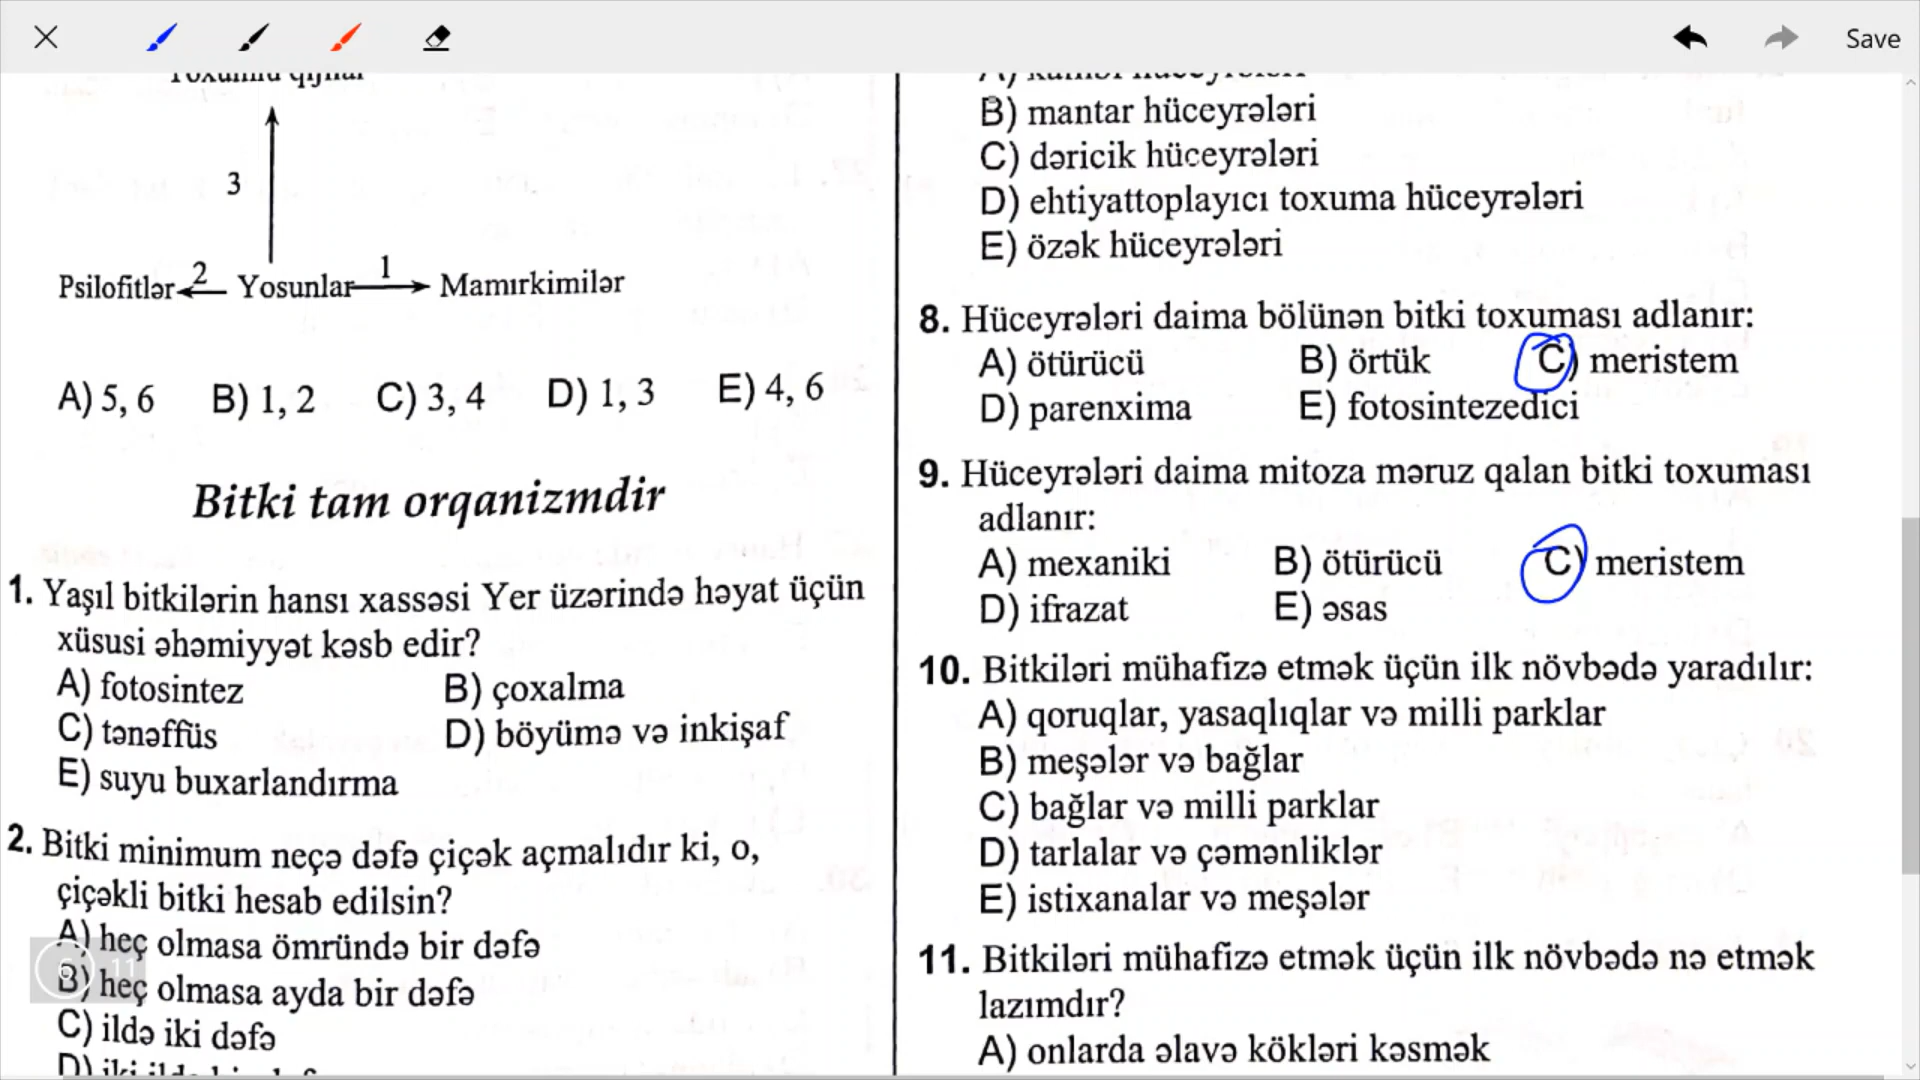 Save
Toxumlu qıjılar
3
Psilofitlər 2 Yosunlar 1 Mamırkimilər
A) 5, 6 B) 1, 2 C) 3, 4 D) 1, 3 E) 4, 6
Bitki tam orqanizmdir
1. Yaşıl bitkilərin hansı xassəsi Yer üzərində həyat üçün
xüsusi əhəmiyyət kəsb edir?
A) fotosintez B) çoxalma
C) tənəffüs D) böyümə və inkişaf
E) suyu buxarlandırma
2. Bitki minimum neçə dəfə çiçək açmalıdır ki, o,
çiçəkli bitki hesab edilsin?
A) heç olmasa ömründə bir dəfə
B) heç olmasa ayda bir dəfə
C) ildə iki dəfə
6 11
B) mantar hüceyrələri
C) dəricik hüceyrələri
D) ehtiyattoplayıcı toxuma hüceyrələri
E) özək hüceyrələri
8. Hüceyrələri daima bölünən bitki toxuması adlanır:
A) ötürücü B) örtük C) meristem
D) parenxima E) fotosintezedici
9. Hüceyrələri daima mitoza məruz qalan bitki toxuması
adlanır:
A) mexaniki B) ötürücü C) meristem
D) ifrazat E) əsas
10. Bitkiləri mühafizə etmək üçün ilk növbədə yaradılır:
A) qoruqlar, yasaqlıqlar və milli parklar
B) meşələr və bağlar
C) bağlar və milli parklar
D) tarlalar və çəmənliklər
E) istixanalar və meşələr
11. Bitkiləri mühafizə etmək üçün ilk növbədə nə etmək
lazımdır?
A) onlarda əlavə kökləri kəsmək